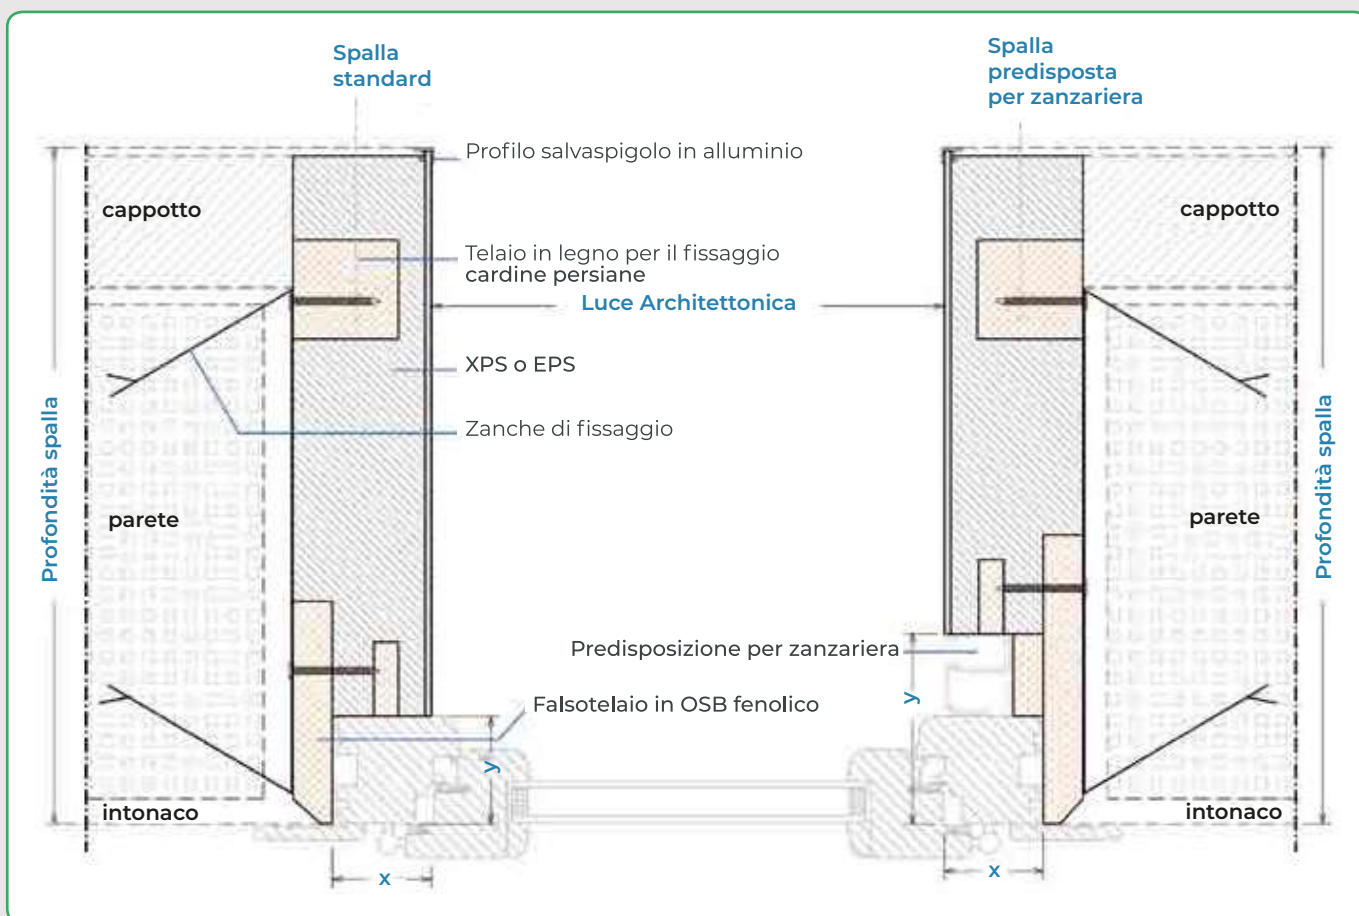 Spalla
standard
Spalla
predisposta
per zanzariera
Profilo salvaspigolo in alluminio
cappotto
cappotto
Telaio in legno per il fissaggio
cardine persiane
Luce Architettonica
XPS o EPS
Zanche di fissaggio
Profondità spalla
Profondità spalla
parete
parete
Predisposizione per zanzariera
y
Falsotelaio in OSB fenolico
y
intonaco
intonaco
x
x